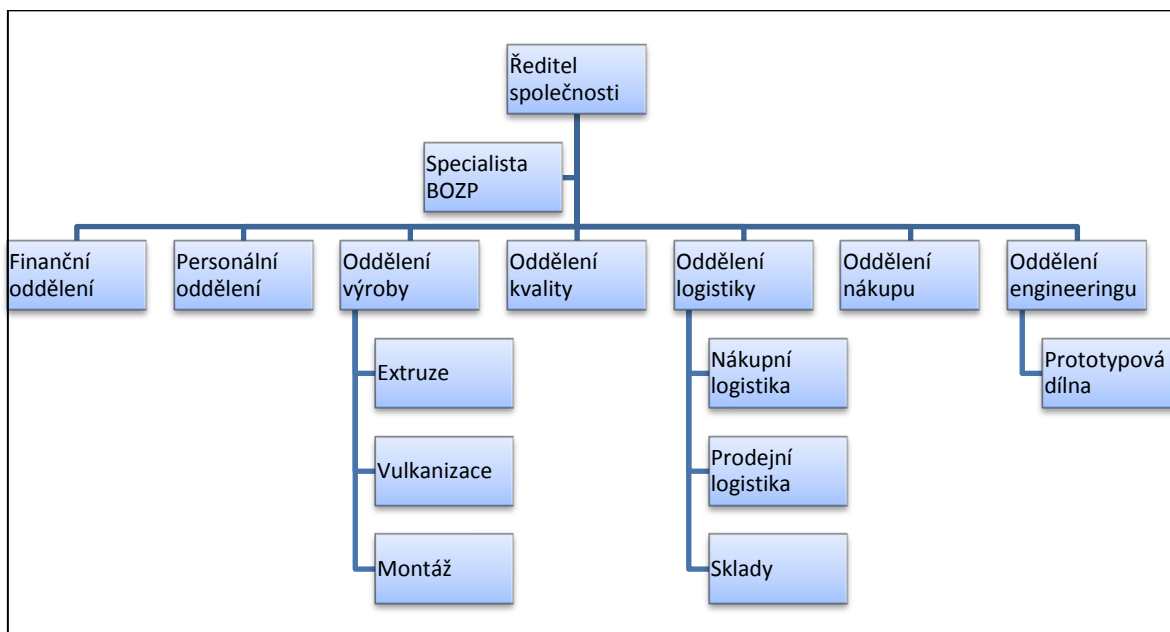 Ředitel
společnosti
Specialista
BOZP
Finanční
oddělení
Personální
oddělení
Oddělení
výroby
Oddělení
kvality
Oddělení
logistiky
Oddělení
nákupu
Oddělení
engineeringu
Extruze
Vulkanizace
Montáž
Nákupní
logistika
Prodejní
logistika
Sklady
Prototypová
dílna